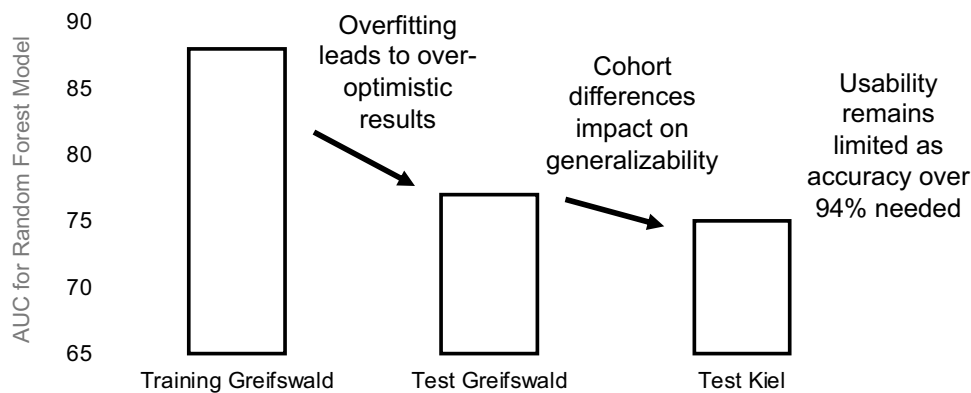 AUC for Random Forest Model
90
85
80
75
70
65
Overfitting
leads to over-
optimistic
results
Cohort
differences
impact on
generalizability
Usability
remains
limited as
accuracy over
94% needed
Training Greifswald
Test Greifswald
Test Kiel